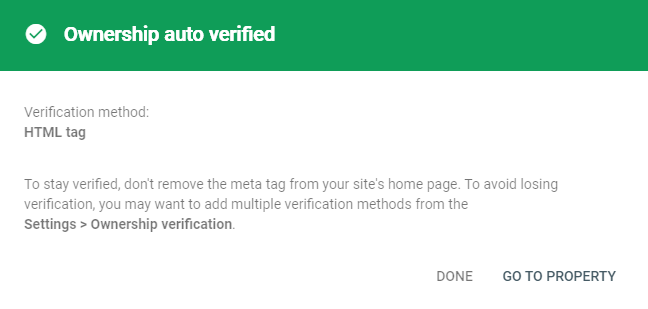 Ownership auto verified
Verification method:
HTML tag
To stay verified, don't remove the meta tag from your site's home page. To avoid losing
verification, you may want to add multiple verification methods from the
Settings > Ownership verification.
DONE GO TO PROPERTY